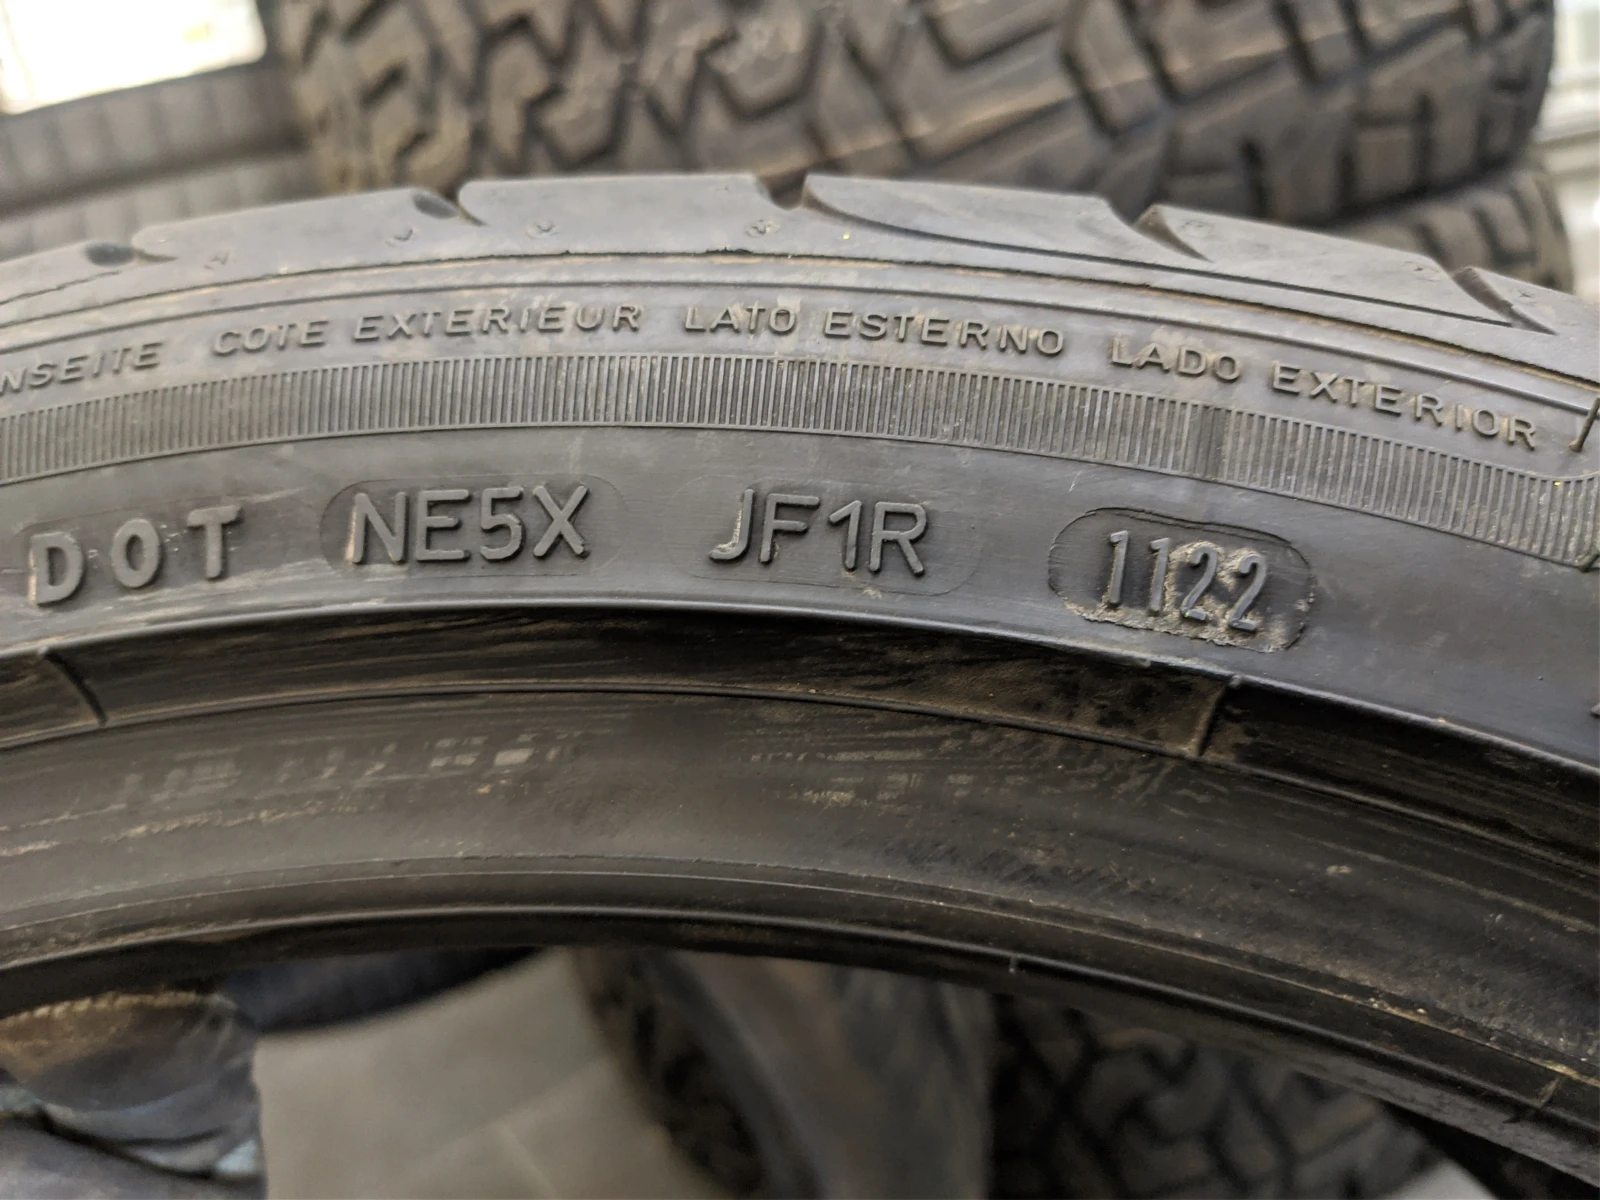 NSEITE COTE EXTERIEUR LATO ESTERNO LADO EXTERIOR
DOT NE5X JF1R 1122